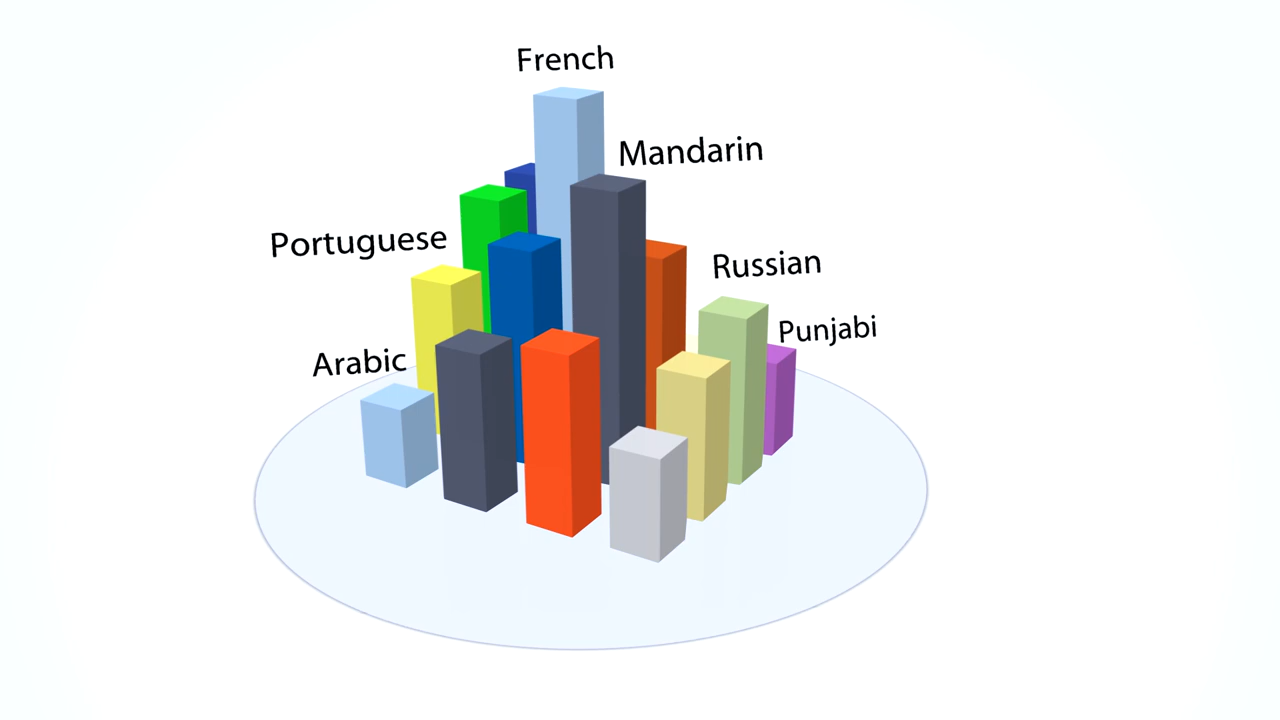 French
Mandarin
Portuguese
Russian
Punjabi
Arabic